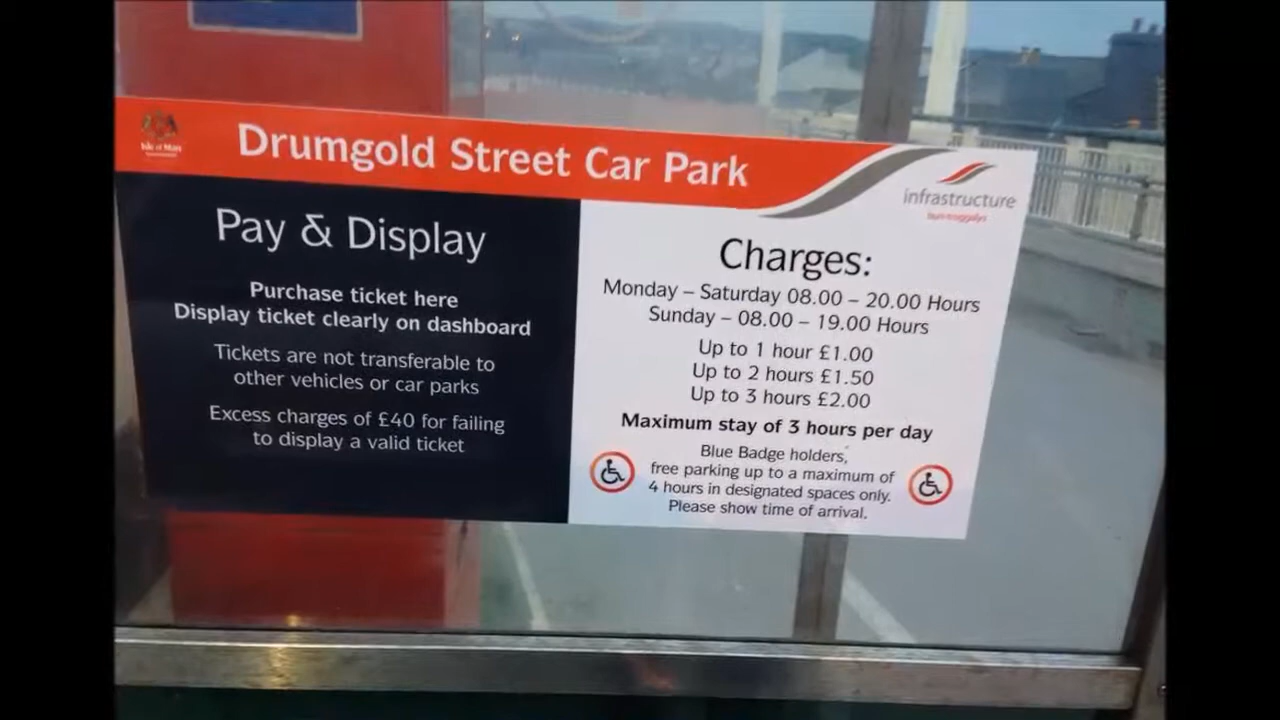 Isle of Man
Drumgold Street Car Park
infrastructure
Pay & Display
Purchase ticket here
Display ticket clearly on dashboard
Tickets are not transferable to
other vehicles or car parks
Excess charges of £40 for failing
to display a valid ticket
Charges:
Monday – Saturday 08.00 – 20.00 Hours
Sunday – 08.00 – 19.00 Hours
Up to 1 hour £1.00
Up to 2 hours £1.50
Up to 3 hours £2.00
Maximum stay of 3 hours per day
Blue Badge holders,
free parking up to a maximum of
4 hours in designated spaces only.
Please show time of arrival.